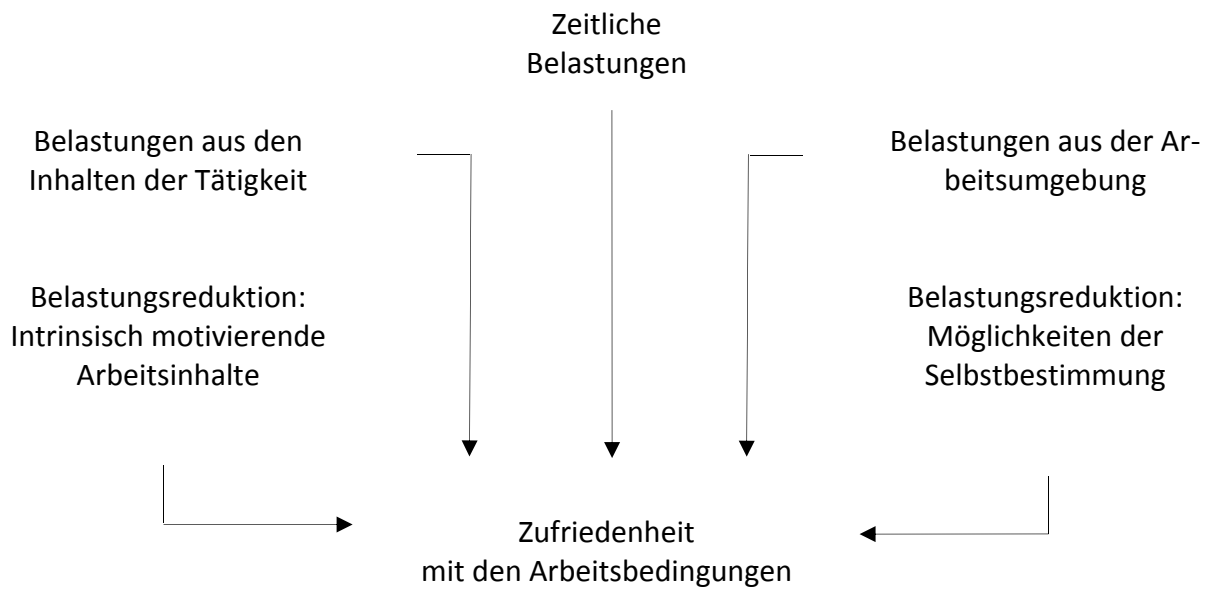 Zeitliche
Belastungen
Belastungen aus den
Inhalten der Tätigkeit
Belastungen aus der Ar-
beitsumgebung
Belastungsreduktion:
Intrinsisch motivierende
Arbeitsinhalte
Belastungsreduktion:
Möglichkeiten der
Selbstbestimmung
Zufriedenheit
mit den Arbeitsbedingungen